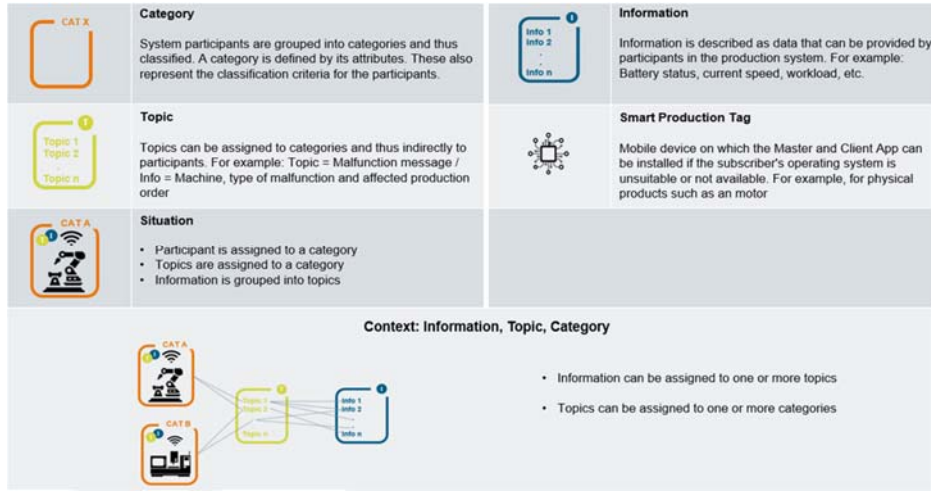 CAT X
Category
System participants are grouped into categories and thus
classified. A category is defined by its attributes. These also
represent the classification criteria for the participants.
I
Info 1
Info 2
.
.
Info n
Information
Information is described as data that can be provided by
participants in the production system. For example:
Battery status, current speed, workload, etc.
T
Topic 1
Topic 2
.
.
Topic n
Topic
Topics can be assigned to categories and thus indirectly to
participants. For example: Topic = Malfunction message /
Info = Machine, type of malfunction and affected production
order
Smart Production Tag
Mobile device on which the Master and Client App can
be installed if the subscriber's operating system is
unsuitable or not available. For example, for physical
products such as an motor
CAT A
T I
Situation
• Participant is assigned to a category
• Topics are assigned to a category
• Information is grouped into topics
Context: Information, Topic, Category
CAT A
T I
T
Topic 1
Topic 2
Topic n
I
Info 1
Info 2
Info n
• Information can be assigned to one or more topics
• Topics can be assigned to one or more categories
CAT B
T I